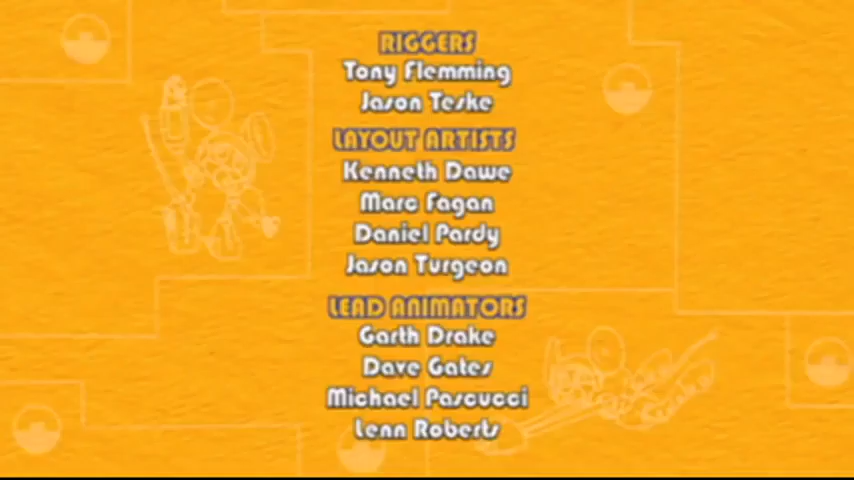 RIGGERS
Tony Flemming
Jason Teske
LAYOUT ARTISTS
Kenneth Dawe
Marc Fagan
Daniel Pardy
Jason Turgeon
LEAD ANIMATORS
Garth Drake
Dave Gates
Michael Pascucci
Lenn Roberts